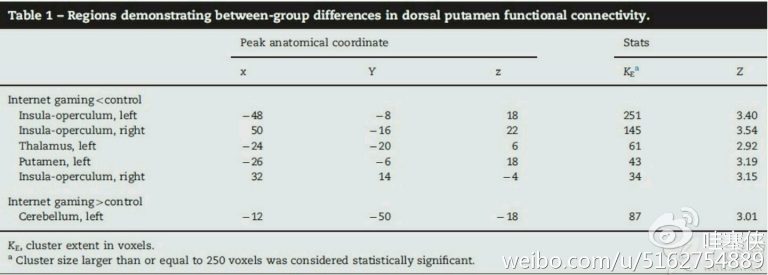 Table 1 – Regions demonstrating between-group differences in dorsal putamen functional connectivity.
Peak anatomical coordinate Stats
x Y z KEᵃ Z
Internet gaming<control
Insula-operculum, left −48 −8 18 251 3.40
Insula-operculum, right 50 −16 22 145 3.54
Thalamus, left −24 −20 6 61 2.92
Putamen, left −26 −6 18 43 3.19
Insula-operculum, right 32 14 −4 34 3.15
Internet gaming>control
Cerebellum, left −12 −50 −18 87 3.01
KE, cluster extent in voxels.
ᵃ Cluster size larger than or equal to 250 voxels was considered statistically significant.
哇塞侠
weibo.com/u/5162754889